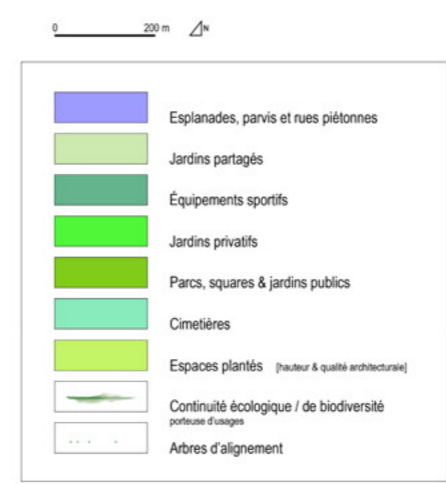 0 200 m N
Esplanades, parvis et rues piétonnes
Jardins partagés
Équipements sportifs
Jardins privatifs
Parcs, squares & jardins publics
Cimetières
Espaces plantés [hauteur & qualité architecturale]
Continuité écologique / de biodiversité
porteuse d'usages
Arbres d'alignement